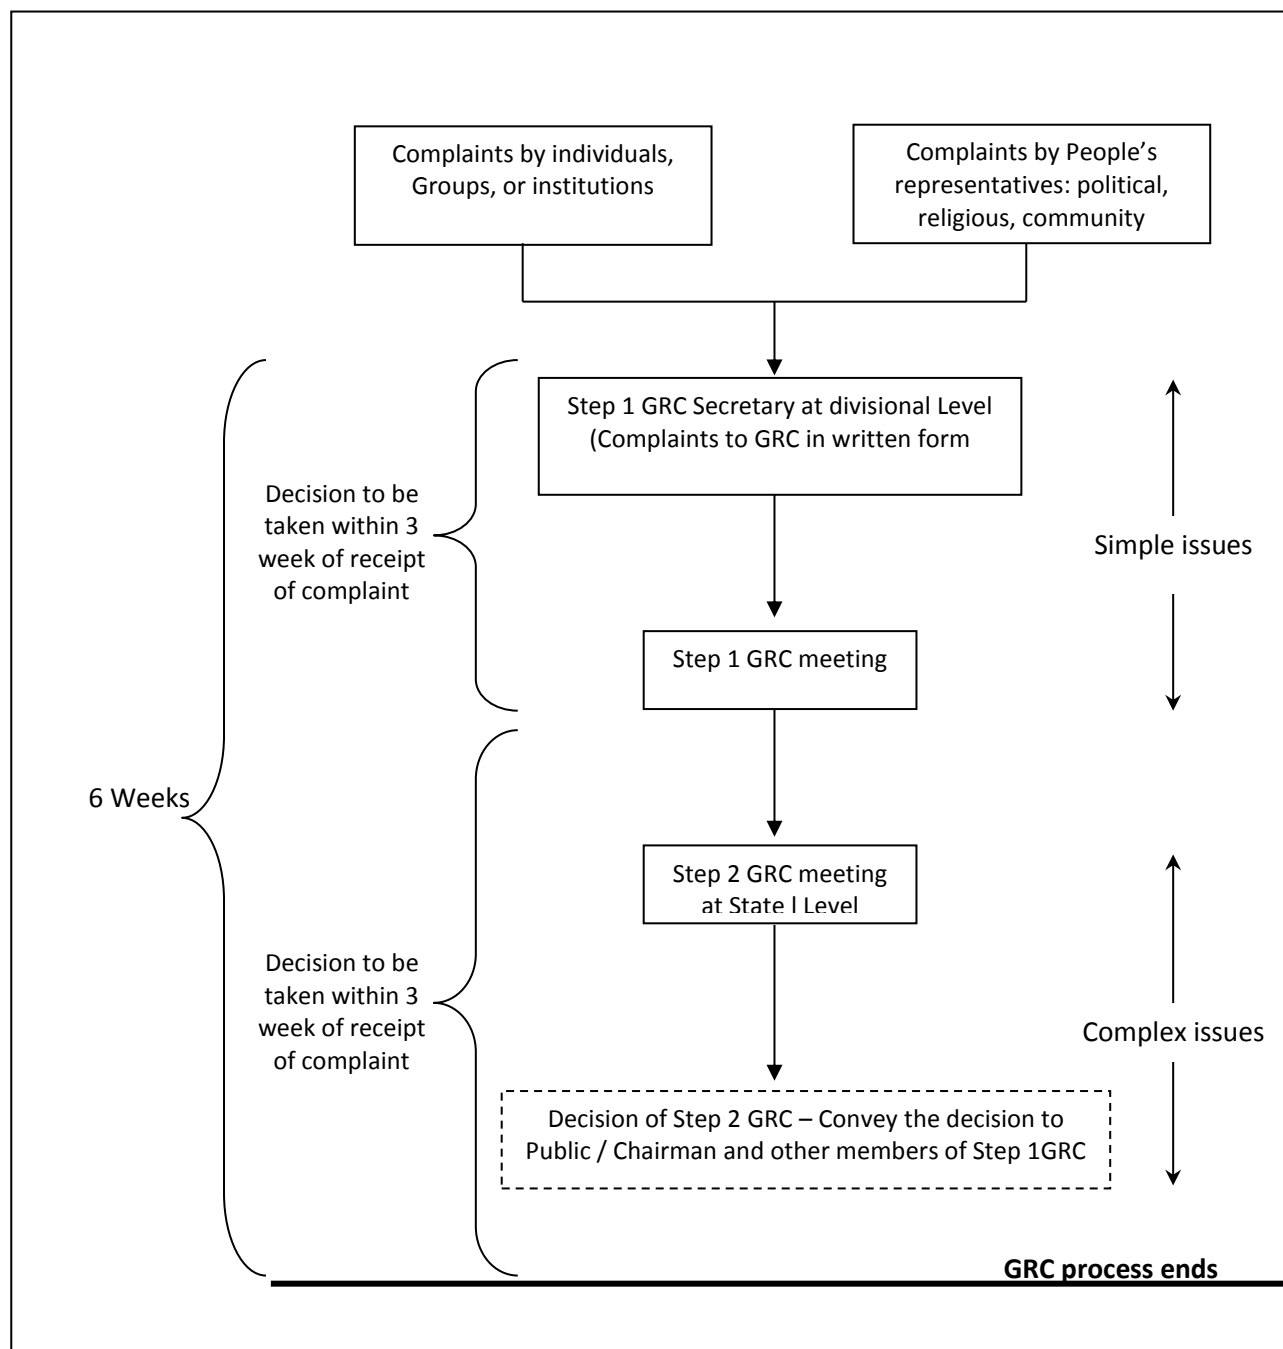 Complaints by individuals,
Groups, or institutions
Complaints by People’s
representatives: political,
religious, community
Step 1 GRC Secretary at divisional Level
(Complaints to GRC in written form
Decision to be
taken within 3
week of receipt
of complaint
Simple issues
Step 1 GRC meeting
6 Weeks
Step 2 GRC meeting
at State l Level
Decision to be
taken within 3
week of receipt
of complaint
Complex issues
Decision of Step 2 GRC – Convey the decision to
Public / Chairman and other members of Step 1GRC
GRC process ends